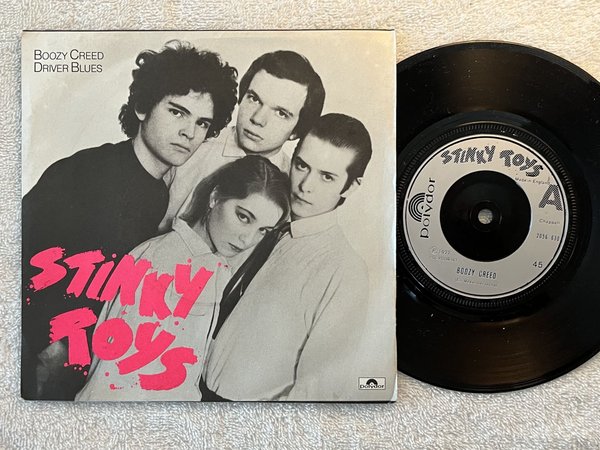 BOOZY CREED
DRIVER BLUES
STINKY
TOYS
polydor
STINKY TOYS
Made in England
A
polydor
Chappell
2056 630
45
BOOZY CREED